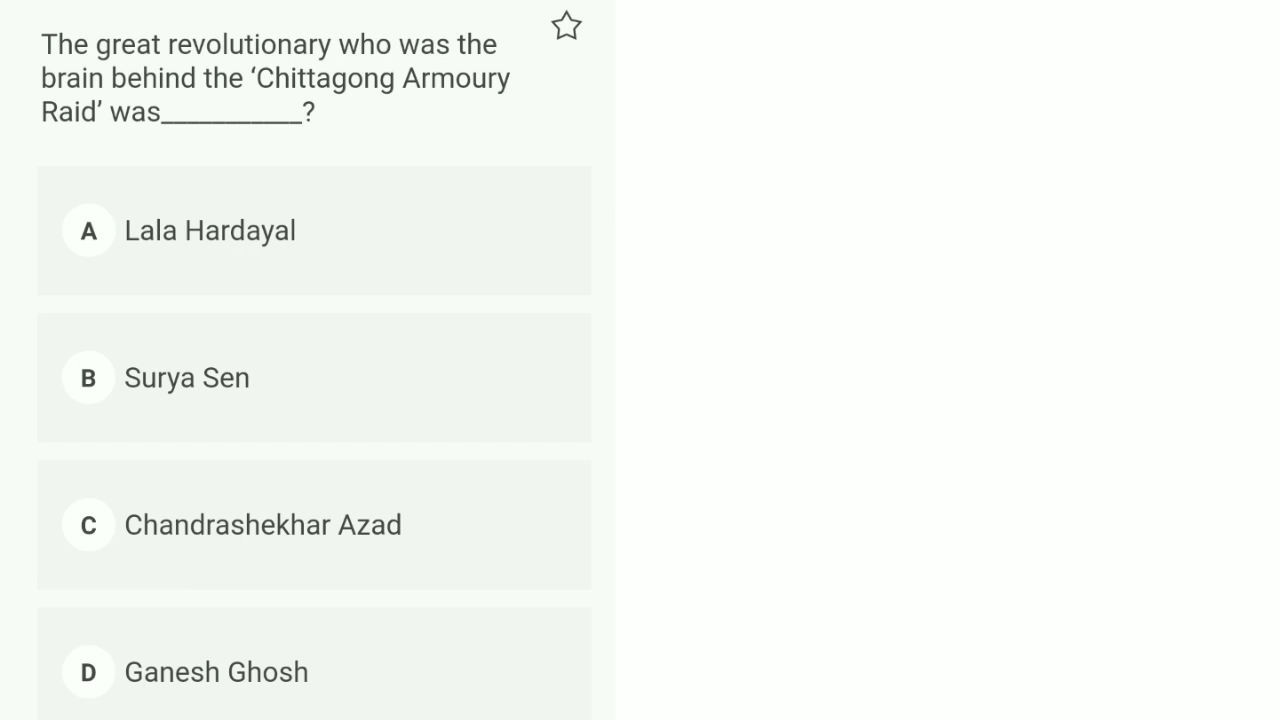 The great revolutionary who was the
brain behind the ‘Chittagong Armoury
Raid’ was___________?
A Lala Hardayal
B Surya Sen
C Chandrashekhar Azad
D Ganesh Ghosh